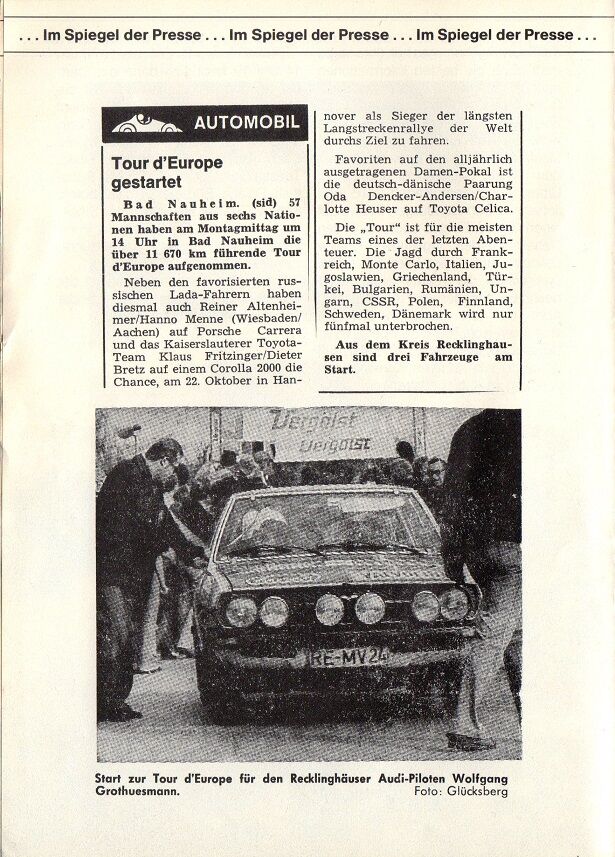 ... Im Spiegel der Presse ... Im Spiegel der Presse ... Im Spiegel der Presse ...
AUTOMOBIL
Tour d'Europe
gestartet
Bad Nauheim. (sid) 57
Mannschaften aus sechs Natio-
nen haben am Montagmittag um
14 Uhr in Bad Nauheim die
über 11 670 km führende Tour
d'Europe aufgenommen.
Neben den favorisierten rus-
sischen Lada-Fahrern haben
diesmal auch Reiner Altenhei-
mer/Hanno Menne (Wiesbaden/
Aachen) auf Porsche Carrera
und das Kaiserslauterer Toyota-
Team Klaus Fritzinger/Dieter
Bretz auf einem Corolla 2000 die
Chance, am 22. Oktober in Han-
nover als Sieger der längsten
Langstreckenrallye der Welt
durchs Ziel zu fahren.
Favoriten auf den alljährlich
ausgetragenen Damen-Pokal ist
die deutsch-dänische Paarung
Oda Dencker-Andersen/Char-
lotte Heuser auf Toyota Celica.
Die „Tour" ist für die meisten
Teams eines der letzten Aben-
teuer. Die Jagd durch Frank-
reich, Monte Carlo, Italien, Ju-
goslawien, Griechenland, Tür-
kei, Bulgarien, Rumänien, Un-
garn, CSSR, Polen, Finnland,
Schweden, Dänemark wird nur
fünfmal unterbrochen.
Aus dem Kreis Recklinghau-
sen sind drei Fahrzeuge am
Start.
Vergölst
Vergölst
RE-MV 24
Start zur Tour d'Europe für den Recklinghäuser Audi-Piloten Wolfgang
Grothuesmann. Foto: Glücksberg